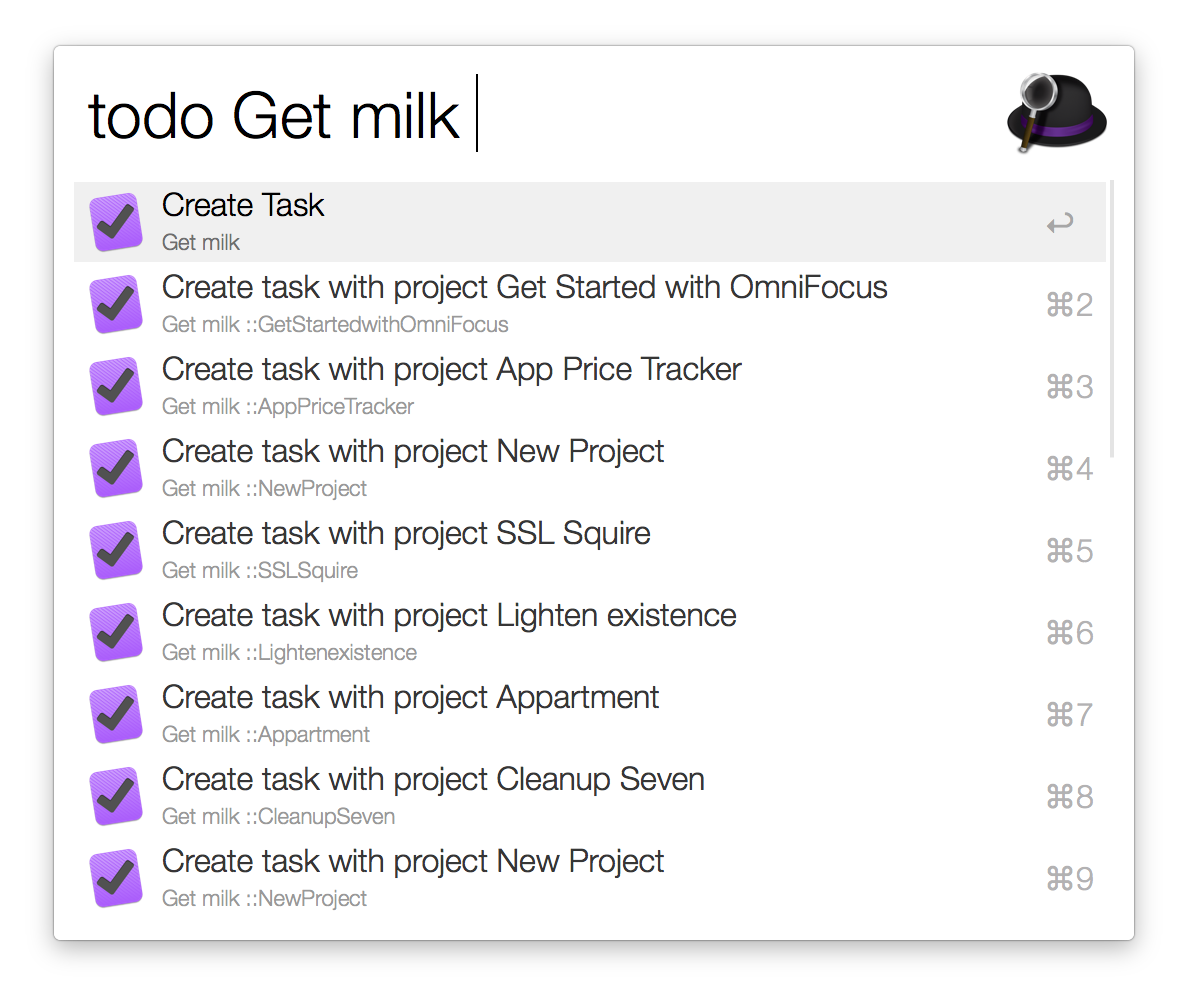 todo Get milk
Create Task
Get milk
↩
Create task with project Get Started with OmniFocus
Get milk ::GetStartedwithOmniFocus
⌘2
Create task with project App Price Tracker
Get milk ::AppPriceTracker
⌘3
Create task with project New Project
Get milk ::NewProject
⌘4
Create task with project SSL Squire
Get milk ::SSLSquire
⌘5
Create task with project Lighten existence
Get milk ::Lightenexistence
⌘6
Create task with project Appartment
Get milk ::Appartment
⌘7
Create task with project Cleanup Seven
Get milk ::CleanupSeven
⌘8
Create task with project New Project
Get milk ::NewProject
⌘9